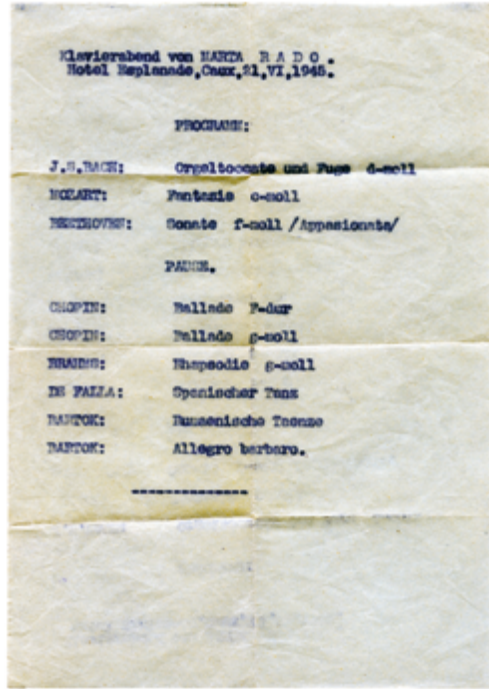 Klavierabend von MARTA R A D O .
Hotel Esplanade,Caux,21,VI,1945.
PROGRAMM:
J.S.BACH: Orgeltoccate und Fuge d-moll
MOZART: Fantasie c-moll
BEETHOVEN: Sonate f-moll /Appasionata/
PAUSE.
CHOPIN: Ballade F-dur
CHOPIN: Ballade g-moll
BRAHMS: Rhapsodie g-moll
DE FALLA: Spanischer Tanz
BARTOK: Rumaenische Taenze
BARTOK: Allegro barbaro.
---------------